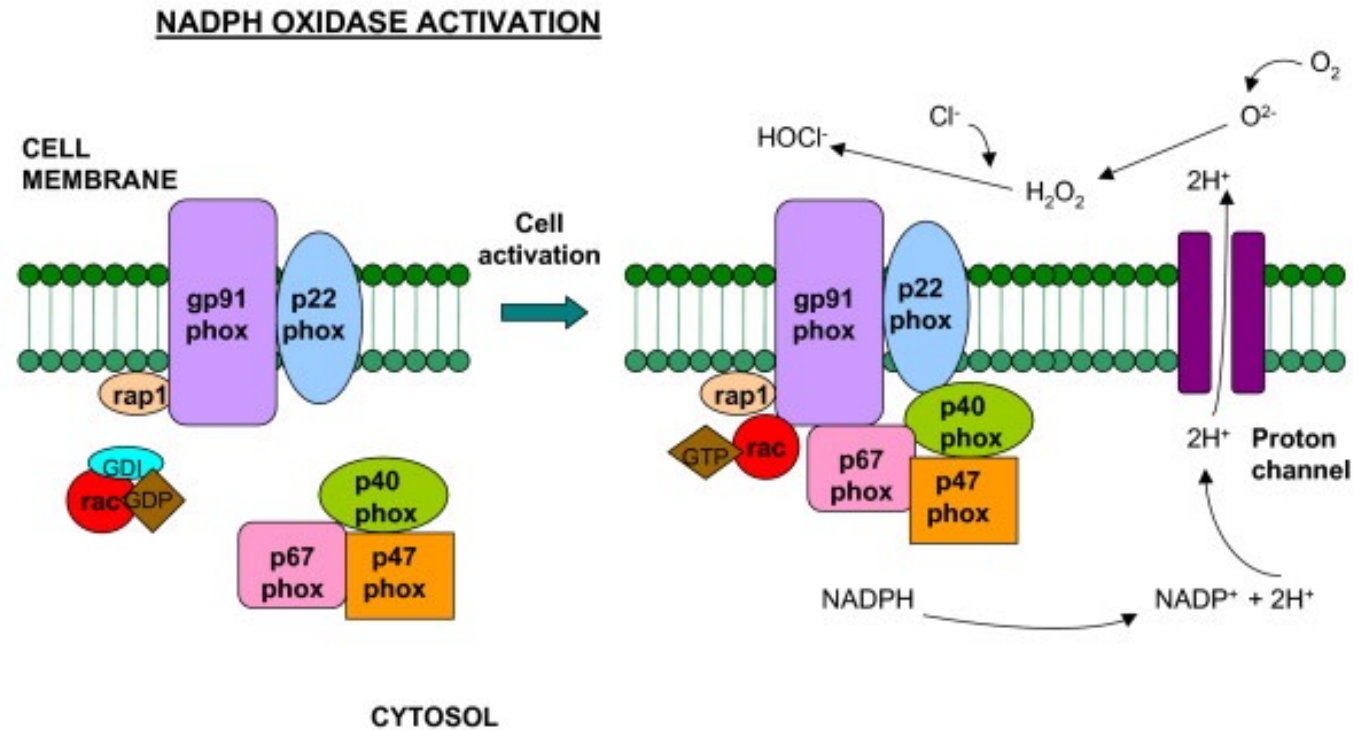 NADPH OXIDASE ACTIVATION
CELL
MEMBRANE
gp91
phox
p22
phox
rap1
GDI
rac
GDP
p40
phox
p67
phox
p47
phox
Cell
activation
O₂
O²⁻
Cl⁻
HOCl⁻
H₂O₂
2H⁺
gp91
phox
p22
phox
rap1
GTP
rac
p40
phox
p67
phox
p47
phox
2H⁺
Proton
channel
NADPH
NADP⁺ + 2H⁺
CYTOSOL